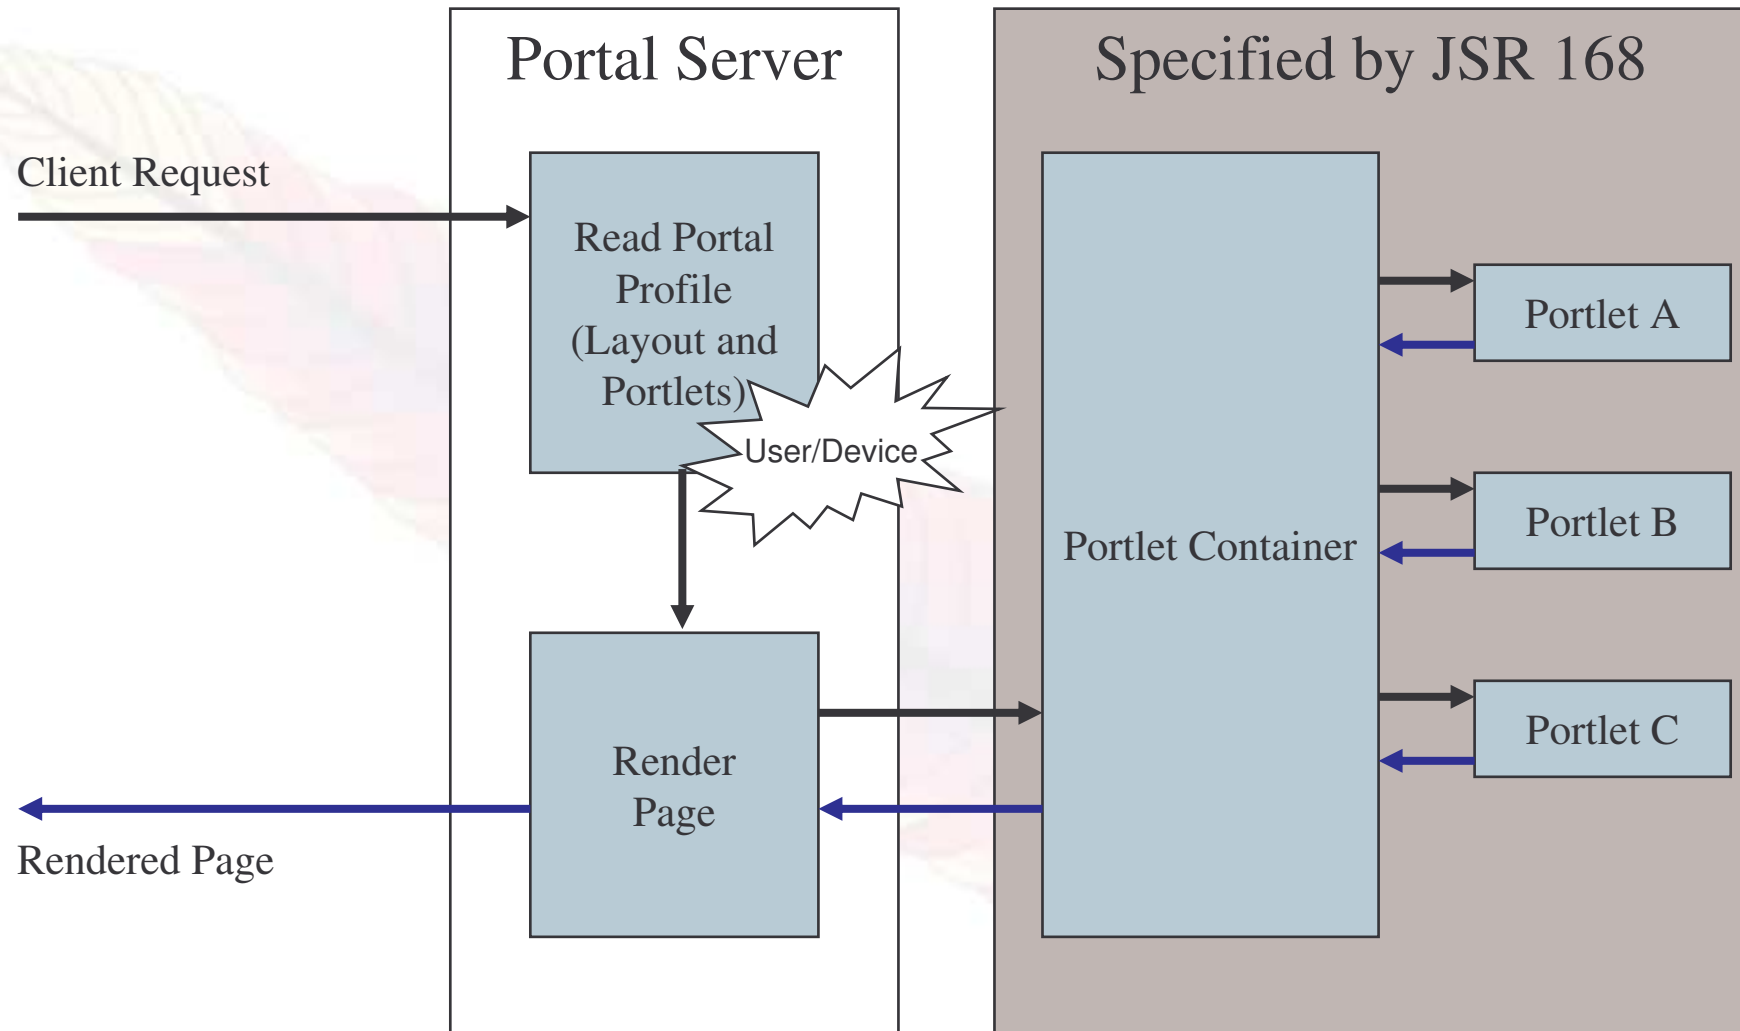 Portal Server
Specified by JSR 168
Client Request
Read Portal
Profile
(Layout and
Portlets)
User/Device
Portlet Container
Portlet A
Portlet B
Portlet C
Render
Page
Rendered Page